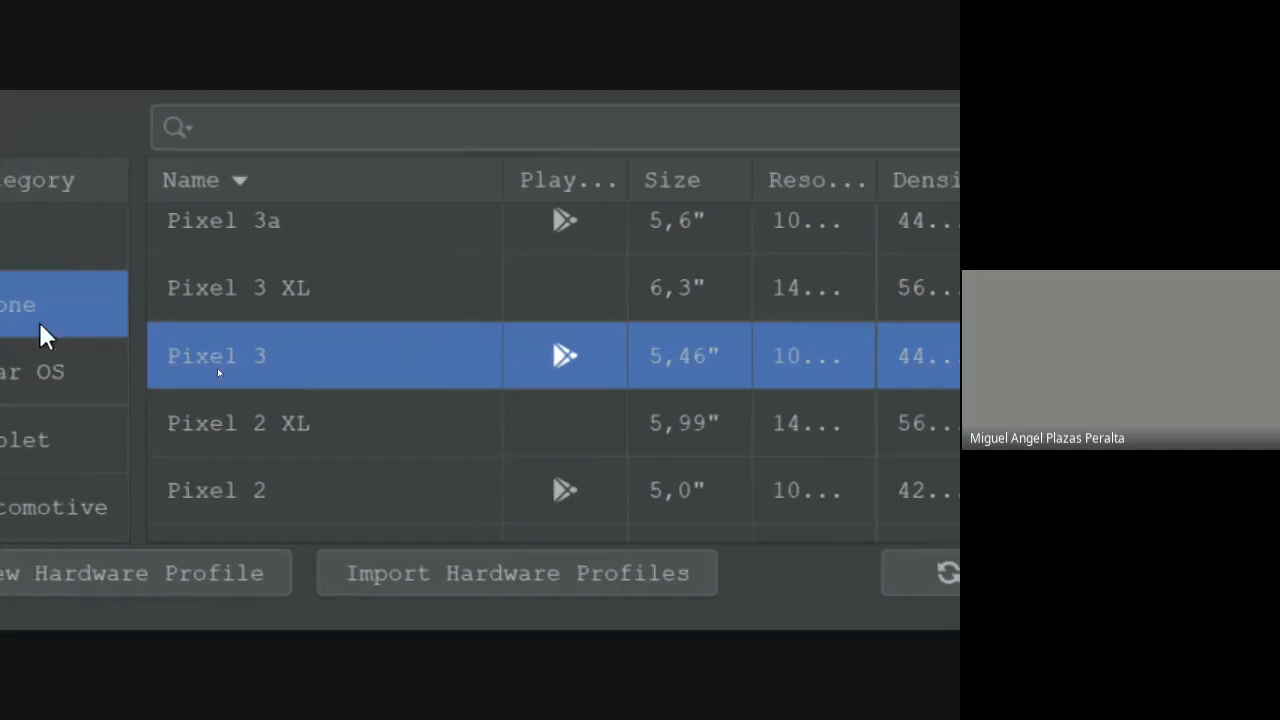 egory
Name Play... Size Reso... Densi
Pixel 3a 5,6" 10... 44...
one
Pixel 3 XL 6,3" 14... 56...
Pixel 3 5,46" 10... 44...
ar OS
Pixel 2 XL 5,99" 14... 56...
blet
Pixel 2 5,0" 10... 42...
tomotive
ew Hardware Profile Import Hardware Profiles
Miguel Angel Plazas Peralta